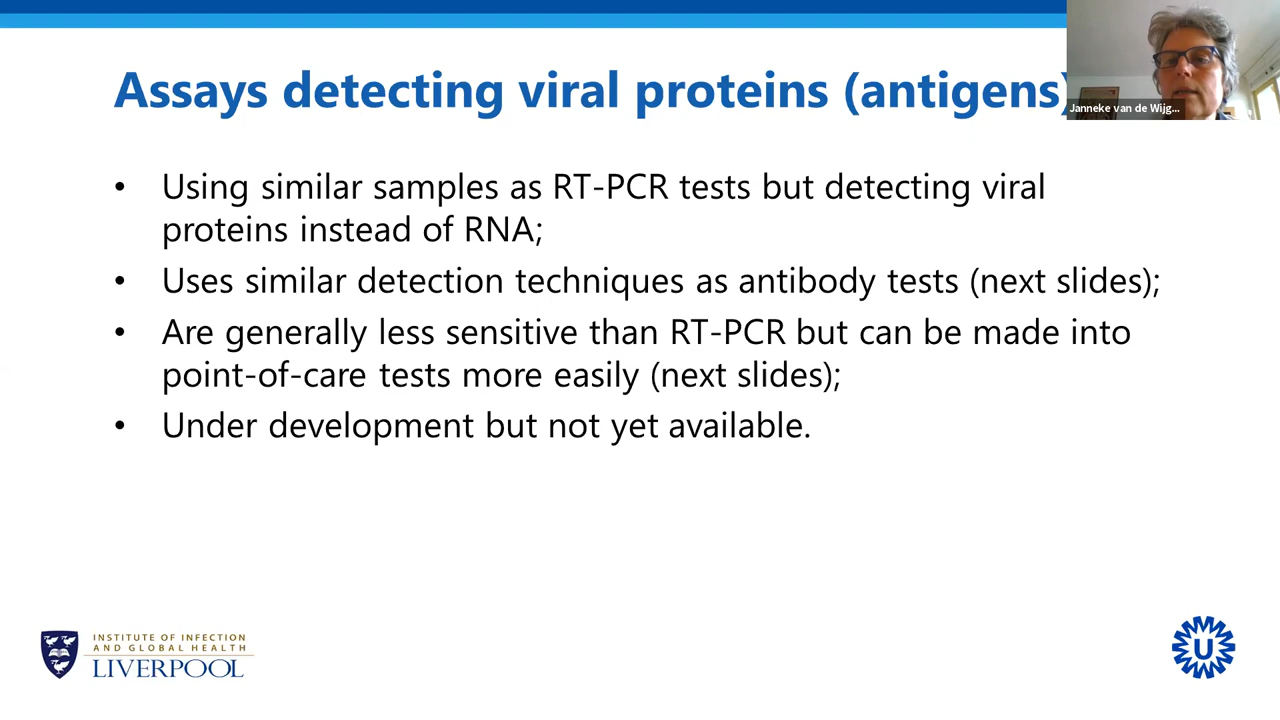 Assays detecting viral proteins (antigens)
Janneke van de Wijg...
• Using similar samples as RT-PCR tests but detecting viral
proteins instead of RNA;
• Uses similar detection techniques as antibody tests (next slides);
• Are generally less sensitive than RT-PCR but can be made into
point-of-care tests more easily (next slides);
• Under development but not yet available.
INSTITUTE OF INFECTION
AND GLOBAL HEALTH
LIVERPOOL
U